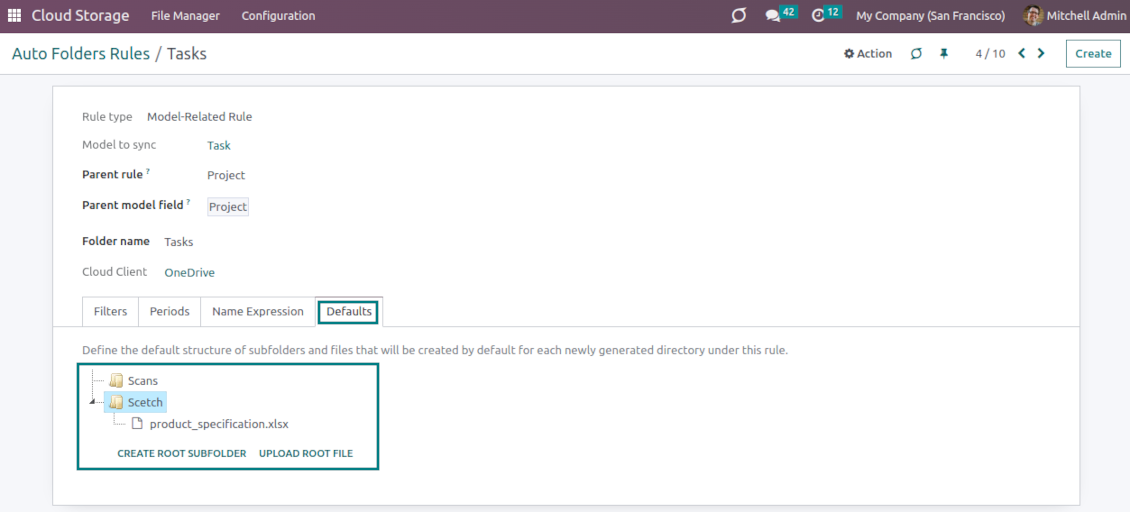 Cloud Storage File Manager Configuration 42 12 My Company (San Francisco) Mitchell Admin
Auto Folders Rules / Tasks Action 4 / 10 Create
Rule type Model-Related Rule
Model to sync Task
Parent rule ? Project
Parent model field ? Project
Folder name Tasks
Cloud Client OneDrive
Filters Periods Name Expression Defaults
Define the default structure of subfolders and files that will be created by default for each newly generated directory under this rule.
Scans
Scetch
product_specification.xlsx
CREATE ROOT SUBFOLDER UPLOAD ROOT FILE